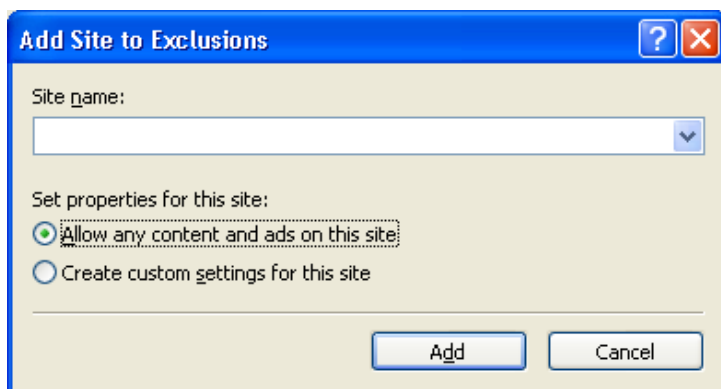 Add Site to Exclusions
Site name:
Set properties for this site:
Allow any content and ads on this site
Create custom settings for this site
Add
Cancel